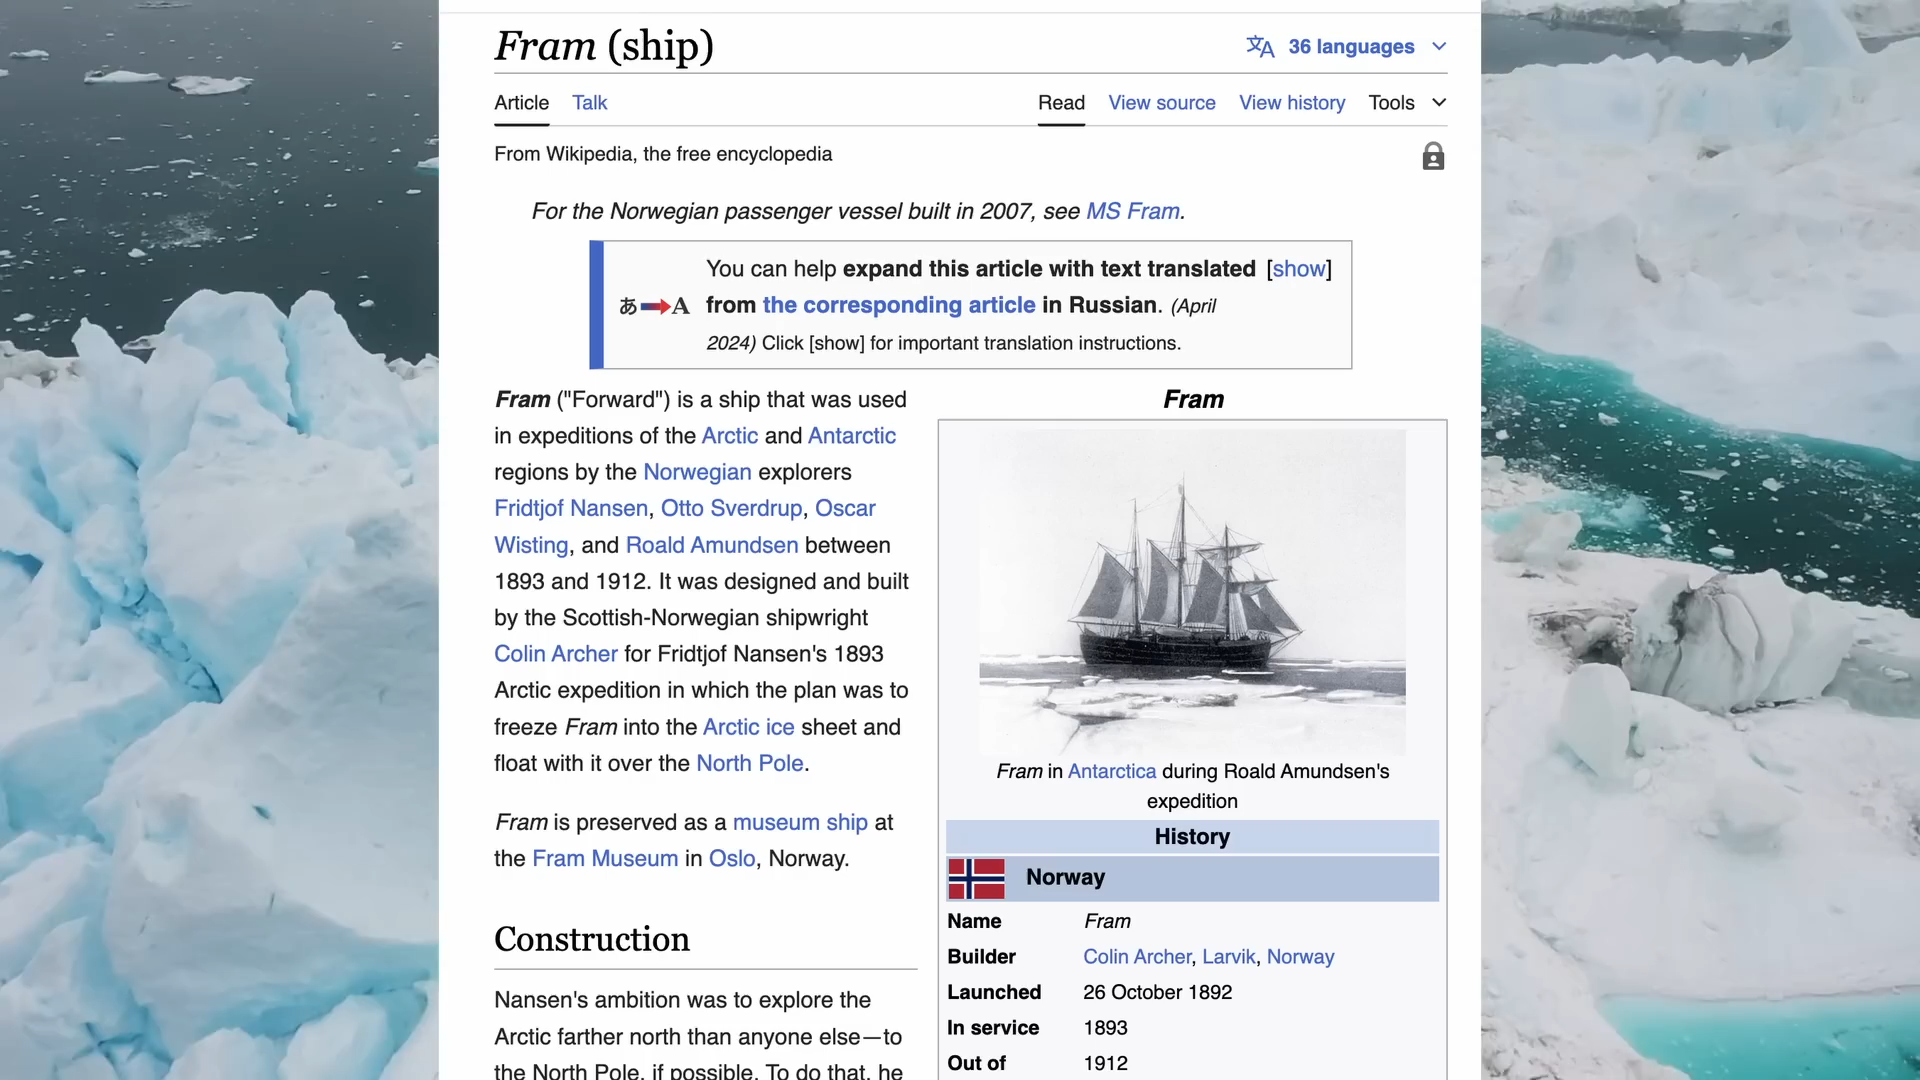 Fram (ship)
36 languages
Article Talk
Read View source View history Tools
From Wikipedia, the free encyclopedia
For the Norwegian passenger vessel built in 2007, see MS Fram.
You can help expand this article with text translated [show]
あ A from the corresponding article in Russian. (April
2024) Click [show] for important translation instructions.
Fram ("Forward") is a ship that was used
in expeditions of the Arctic and Antarctic
regions by the Norwegian explorers
Fridtjof Nansen, Otto Sverdrup, Oscar
Wisting, and Roald Amundsen between
1893 and 1912. It was designed and built
by the Scottish-Norwegian shipwright
Colin Archer for Fridtjof Nansen's 1893
Arctic expedition in which the plan was to
freeze Fram into the Arctic ice sheet and
float with it over the North Pole.
Fram is preserved as a museum ship at
the Fram Museum in Oslo, Norway.
Construction
Nansen's ambition was to explore the
Arctic farther north than anyone else—to
the North Pole, if possible. To do that, he
Fram
Fram in Antarctica during Roald Amundsen's
expedition
History
Norway
Name Fram
Builder Colin Archer, Larvik, Norway
Launched 26 October 1892
In service 1893
Out of 1912